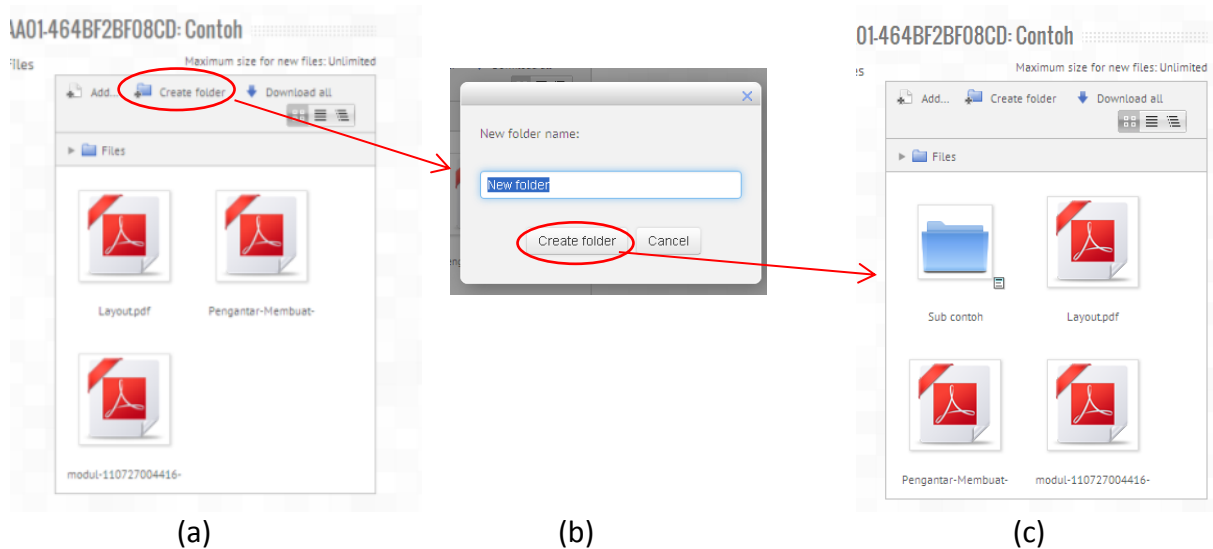 AA01-464BF2BF08CD: Contoh
Files
Maximum size for new files: Unlimited
Add... Create folder Download all
Files
Layout.pdf Pengantar-Membuat-
modul-110727004416-
(a)
New folder name:
New folder
Create folder Cancel
(b)
01-464BF2BF08CD: Contoh
es
Maximum size for new files: Unlimited
Add... Create folder Download all
Files
Sub contoh Layout.pdf
Pengantar-Membuat- modul-110727004416-
(c)